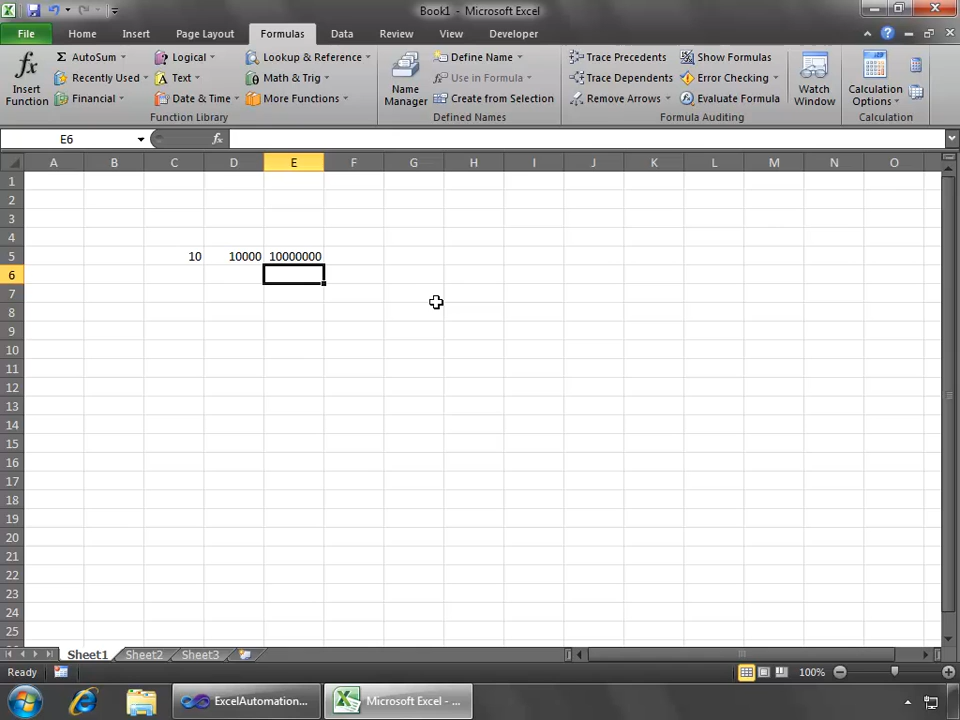 Book1 - Microsoft Excel
File Home Insert Page Layout Formulas Data Review View Developer
fx Insert Function
Σ AutoSum
Recently Used
Financial
Logical
Text
Date & Time
Lookup & Reference
Math & Trig
More Functions
Function Library
Name Manager
Define Name
Use in Formula
Create from Selection
Defined Names
Trace Precedents
Trace Dependents
Remove Arrows
Show Formulas
Error Checking
Evaluate Formula
Formula Auditing
Watch Window
Calculation Options
Calculation
E6 fx
A B C D E F G H I J K L M N O
1
2
3
4
5 10 10000 10000000
6
7
8
9
10
11
12
13
14
15
16
17
18
19
20
21
22
23
24
25
Sheet1 Sheet2 Sheet3
Ready 100%
ExcelAutomation... Microsoft Excel - ...